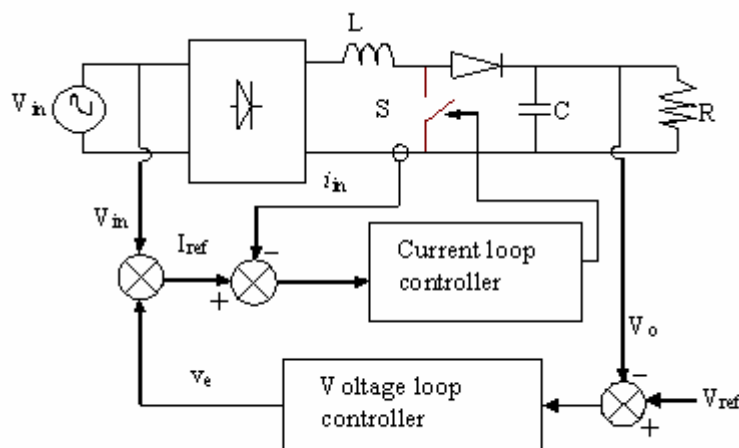 L
V in
S
C
R
i in
V in
I ref
−
+
Current loop
controller
V o
v e
V oltage loop
controller
−
+
V ref